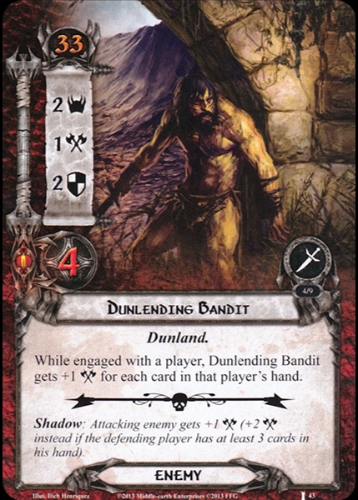 33
2
1
2
4
4/9
DUNLENDING BANDIT
Dunland.
While engaged with a player, Dunlending Bandit
gets +1 for each card in that player's hand.
Shadow: Attacking enemy gets +1 (+2
instead if the defending player has at least 3 cards in
his hand).
ENEMY
Illus. Ilich Henriquez ©2013 Middle-earth Enterprises ©2013 FFG 43